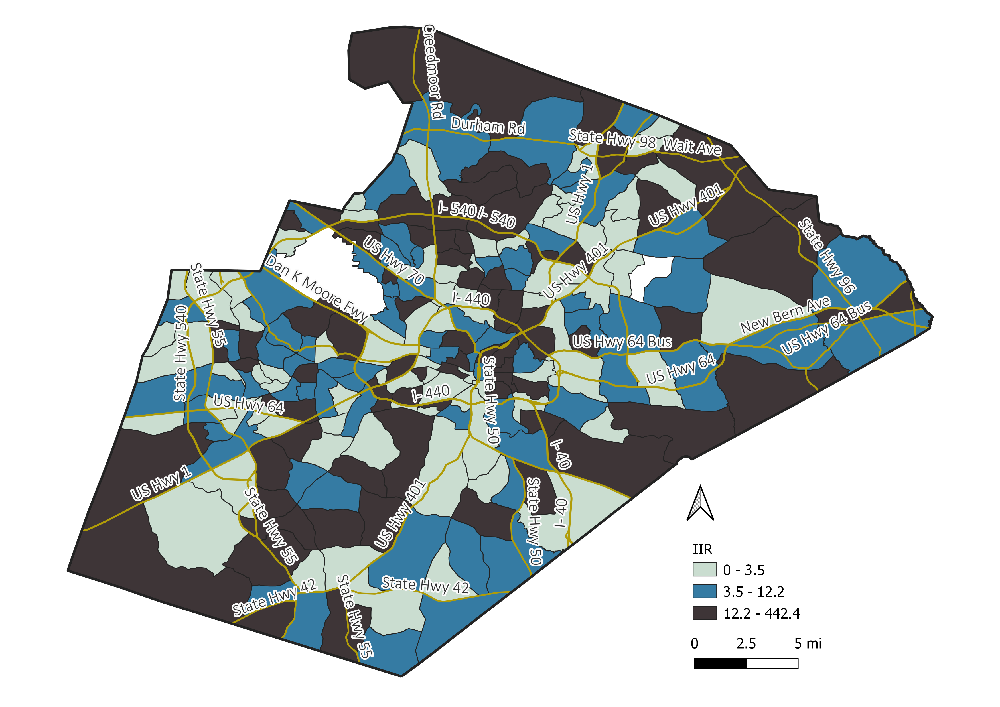 Creedmoor Rd
Durham Rd
State Hwy 98
Wait Ave
US Hwy 1
US Hwy 401
I- 540
I- 540
State Hwy 96
US Hwy 70
US Hwy 401
Dan K Moore Fwy
State Hwy 55
I- 440
New Bern Ave
US Hwy 64 Bus
State Hwy 540
US Hwy 64 Bus
US Hwy 64
State Hwy 50
I- 440
US Hwy 64
I- 40
US Hwy 1
US Hwy 401
State Hwy 55
State Hwy 50
I- 40
State Hwy 42
State Hwy 42
State Hwy 55
IIR
0 - 3.5
3.5 - 12.2
12.2 - 442.4
0 2.5 5 mi